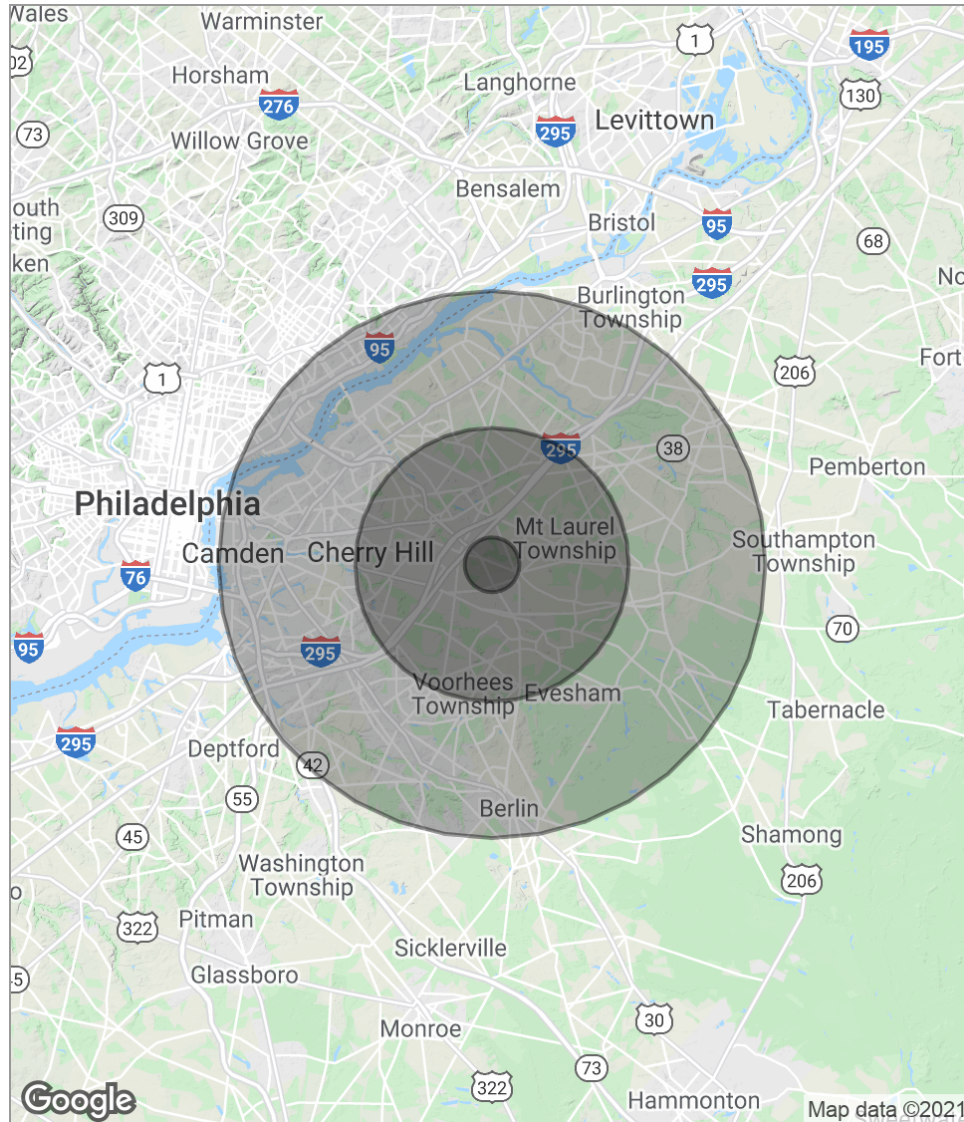 Wales
Warminster
1
195
02
Horsham
Langhorne
130
276
73
Willow Grove
295
Levittown
Bensalem
outh
ting
309
Bristol
95
68
ken
295
No
Burlington
Township
95
1
206
Fort
295
38
Pemberton
Philadelphia
Mt Laurel
Township
Camden
Cherry Hill
Southampton
Township
76
95
295
70
Voorhees
Township
Evesham
Tabernacle
295
Deptford
42
55
Berlin
45
Shamong
Washington
Township
206
o
322
Pitman
Sicklerville
5
Glassboro
30
Monroe
73
322
Hammonton
Google
Map data ©2021